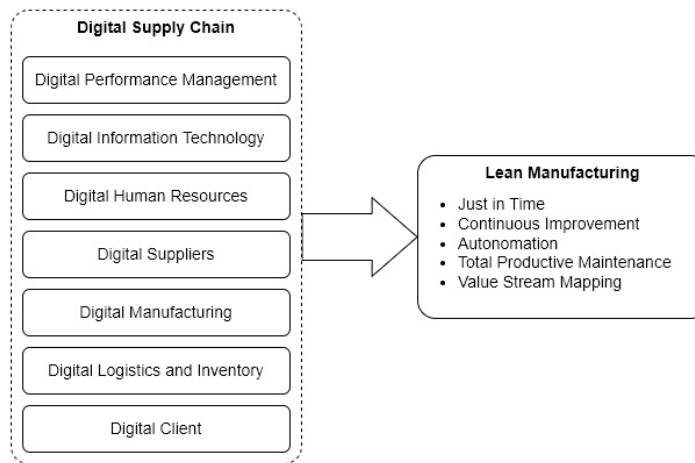 Digital Supply Chain
Digital Performance Management
Digital Information Technology
Digital Human Resources
Digital Suppliers
Digital Manufacturing
Digital Logistics and Inventory
Digital Client
Lean Manufacturing
• Just in Time
• Continuous Improvement
• Autonomation
• Total Productive Maintenance
• Value Stream Mapping